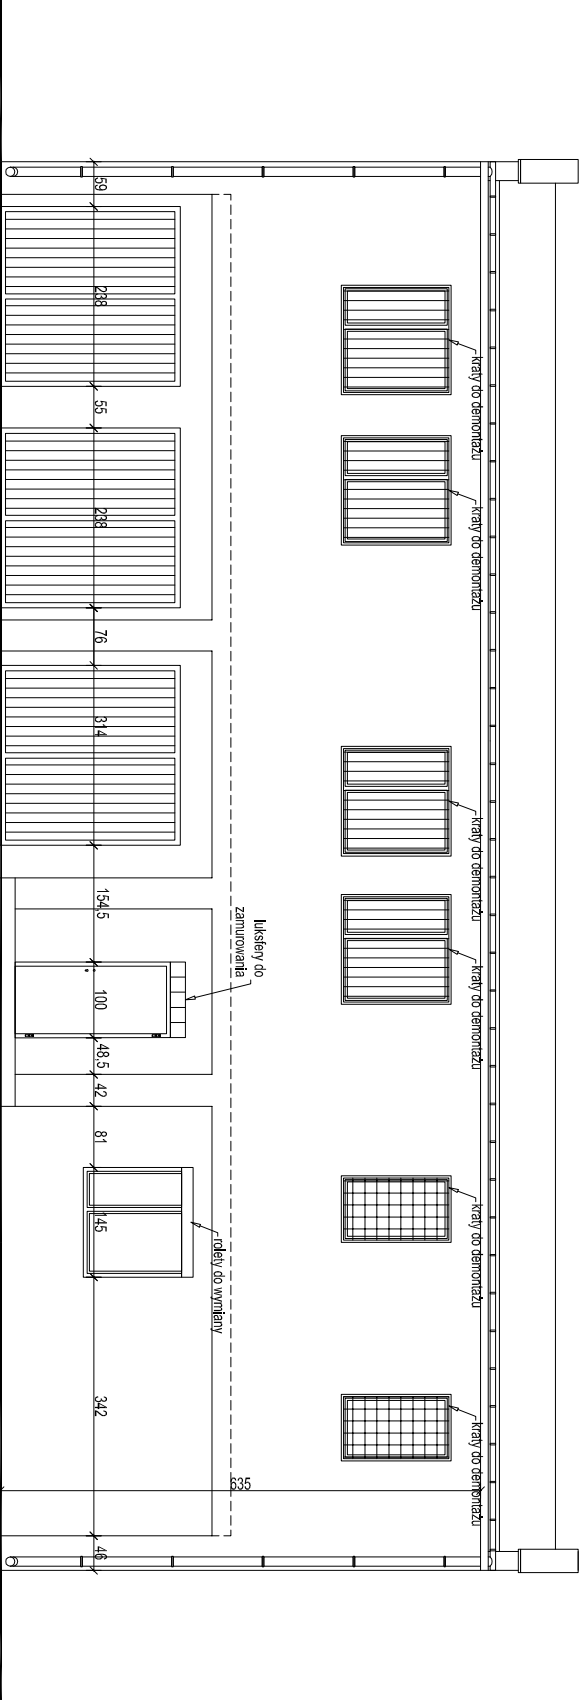 kraty do demontażu
kraty do demontażu
kraty do demontażu
kraty do demontażu
kraty do demontażu
kraty do demontażu
luksfery do
zamurowania
rolety do wymiany
635
59
238
55
238
76
314
154,5
100
48,5
42
81
145
342
46